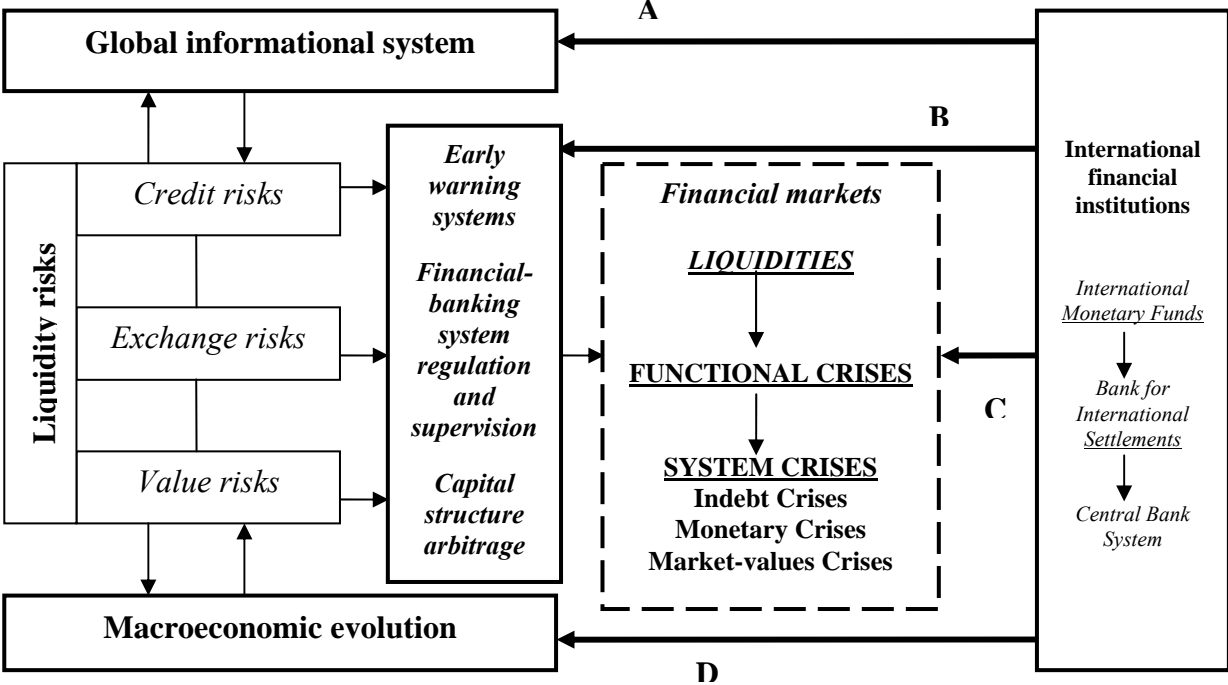 A
Global informational system
B
Early
warning
systems
Financial-
banking
system
regulation
and
supervision
Capital
structure
arbitrage
Liquidity risks
Credit risks
Exchange risks
Value risks
Financial markets
LIQUIDITIES
FUNCTIONAL CRISES
SYSTEM CRISES
Indebt Crises
Monetary Crises
Market-values Crises
C
International
financial
institutions
International
Monetary Funds
Bank for
International
Settlements
Central Bank
System
Macroeconomic evolution
D